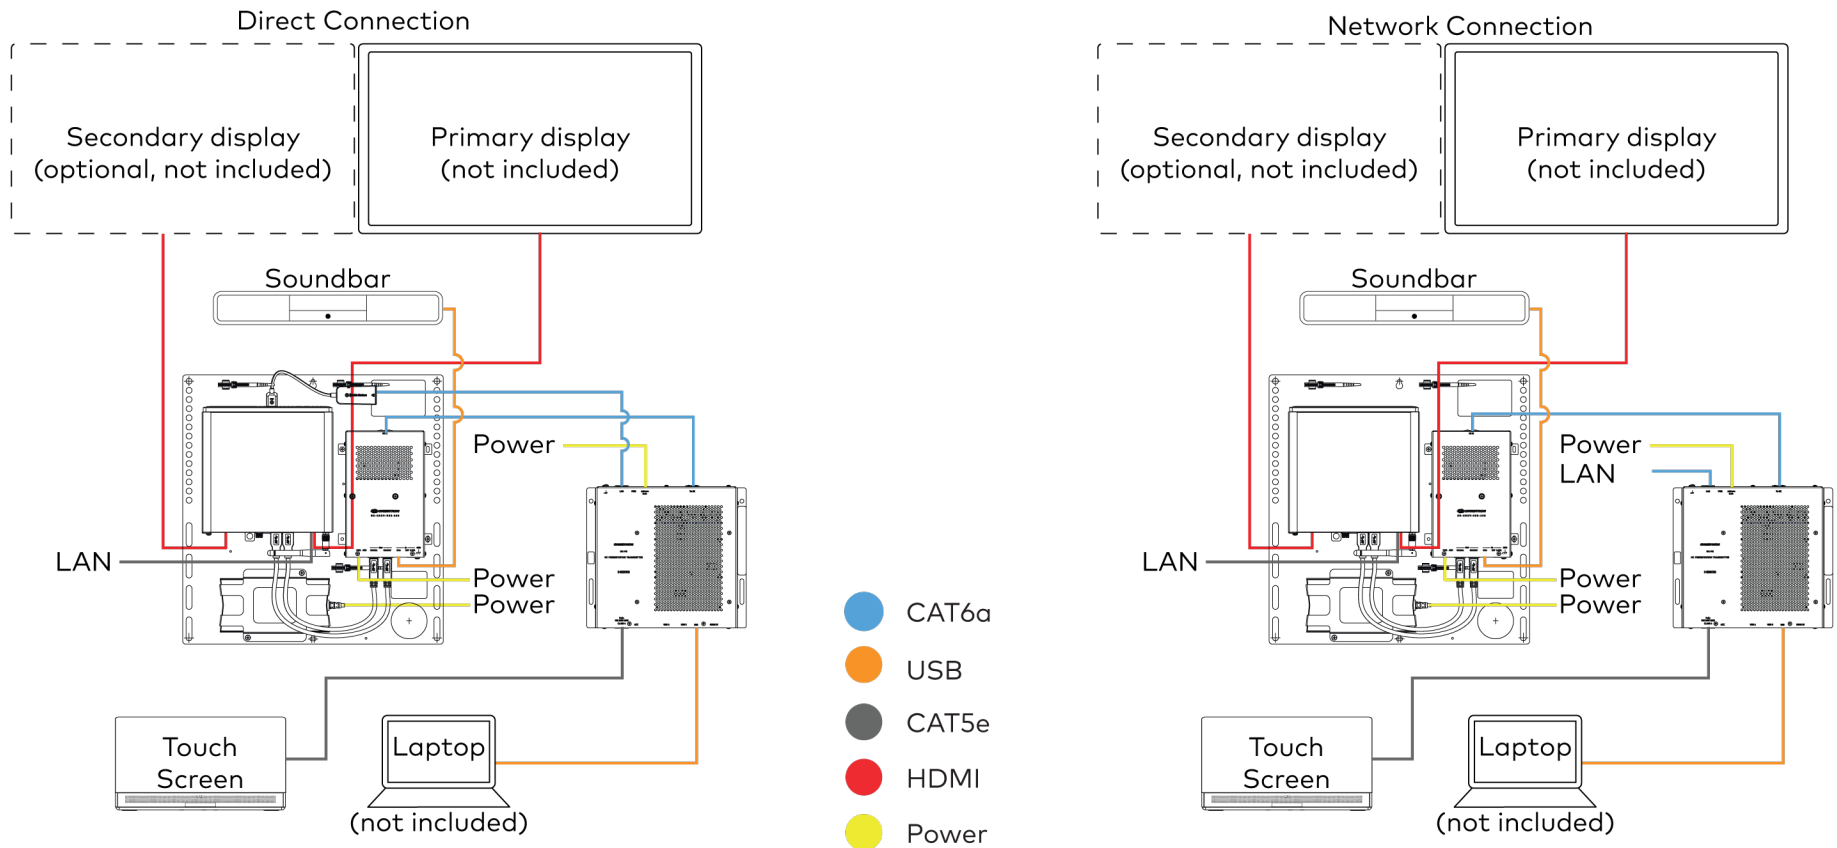 Direct Connection
Secondary display
(optional, not included)
Primary display
(not included)
Soundbar
Power
LAN
Power
Power
Touch
Screen
Laptop
(not included)
CAT6a
USB
CAT5e
HDMI
Power
Network Connection
Secondary display
(optional, not included)
Primary display
(not included)
Soundbar
Power
LAN
LAN
Power
Power
Touch
Screen
Laptop
(not included)